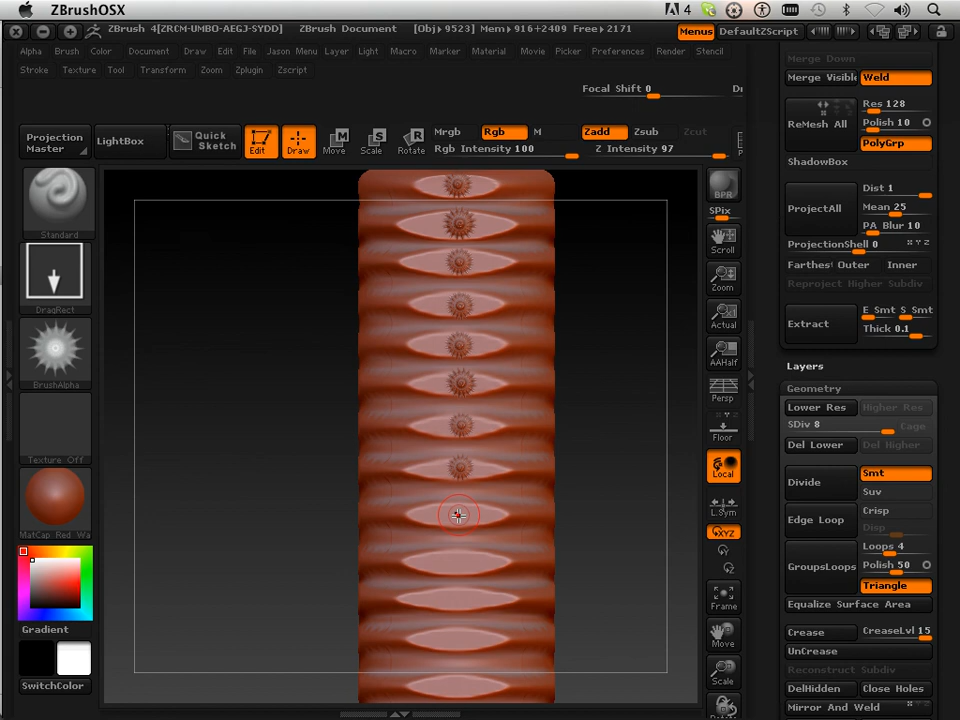 ZBrushOSX
4
ZBrush 4[ZRCM-UMBO-AEGJ-SYDD] ZBrush Document [Obj]9523] Mem▸916+2409 Free▸2171 Menus DefaultZScript
Alpha Brush Color Document Draw Edit File Jason Menu Layer Light Macro Marker Material Movie Picker Preferences Render Stencil
Stroke Texture Tool Transform Zoom Zplugin Zscript
Focal Shift 0
Projection Master
LightBox
Quick Sketch
Edit
Draw
Move
Scale
Rotate
Mrgb Rgb M Zadd Zsub Zcut
Rgb Intensity 100 Z Intensity 97
Standard
DragRect
BrushAlpha
Texture Off
MatCap Red Wa
Gradient
SwitchColor
BPR
SPix
Scroll
Zoom
Actual
AAHalf
Persp
Floor
Local
L.Sym
XYZ
Frame
Move
Scale
Merge Down
Merge Visible Weld
ReMesh All
Res 128
Polish 10
PolyGrp
ShadowBox
ProjectAll
Dist 1
Mean 25
PA Blur 10
ProjectionShell 0
Farthest Outer Inner
Reproject Higher Subdiv
Extract
E Smt S Smt
Thick 0.1
Layers
Geometry
Lower Res Higher Res
SDiv 8 Cage
Del Lower Del Higher
Divide
Smt
Suv
Edge Loop
Crisp
Disp
GroupsLoops
Loops 4
Polish 50
Triangle
Equalize Surface Area
Crease CreaseLvl 15
UnCrease
Reconstruct Subdiv
DelHidden Close Holes
Mirror And Weld